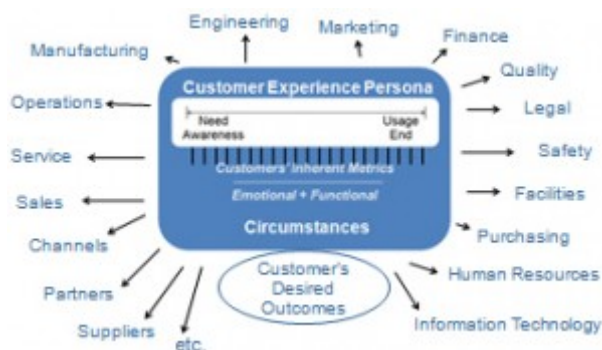 Engineering
Marketing
Manufacturing
Finance
Customer Experience Persona
Quality
Operations
Need
Awareness
Usage
End
Legal
Service
Customers' Inherent Metrics
Safety
Emotional + Functional
Sales
Facilities
Circumstances
Channels
Purchasing
Customer's
Desired
Outcomes
Partners
Human Resources
Suppliers
etc.
Information Technology